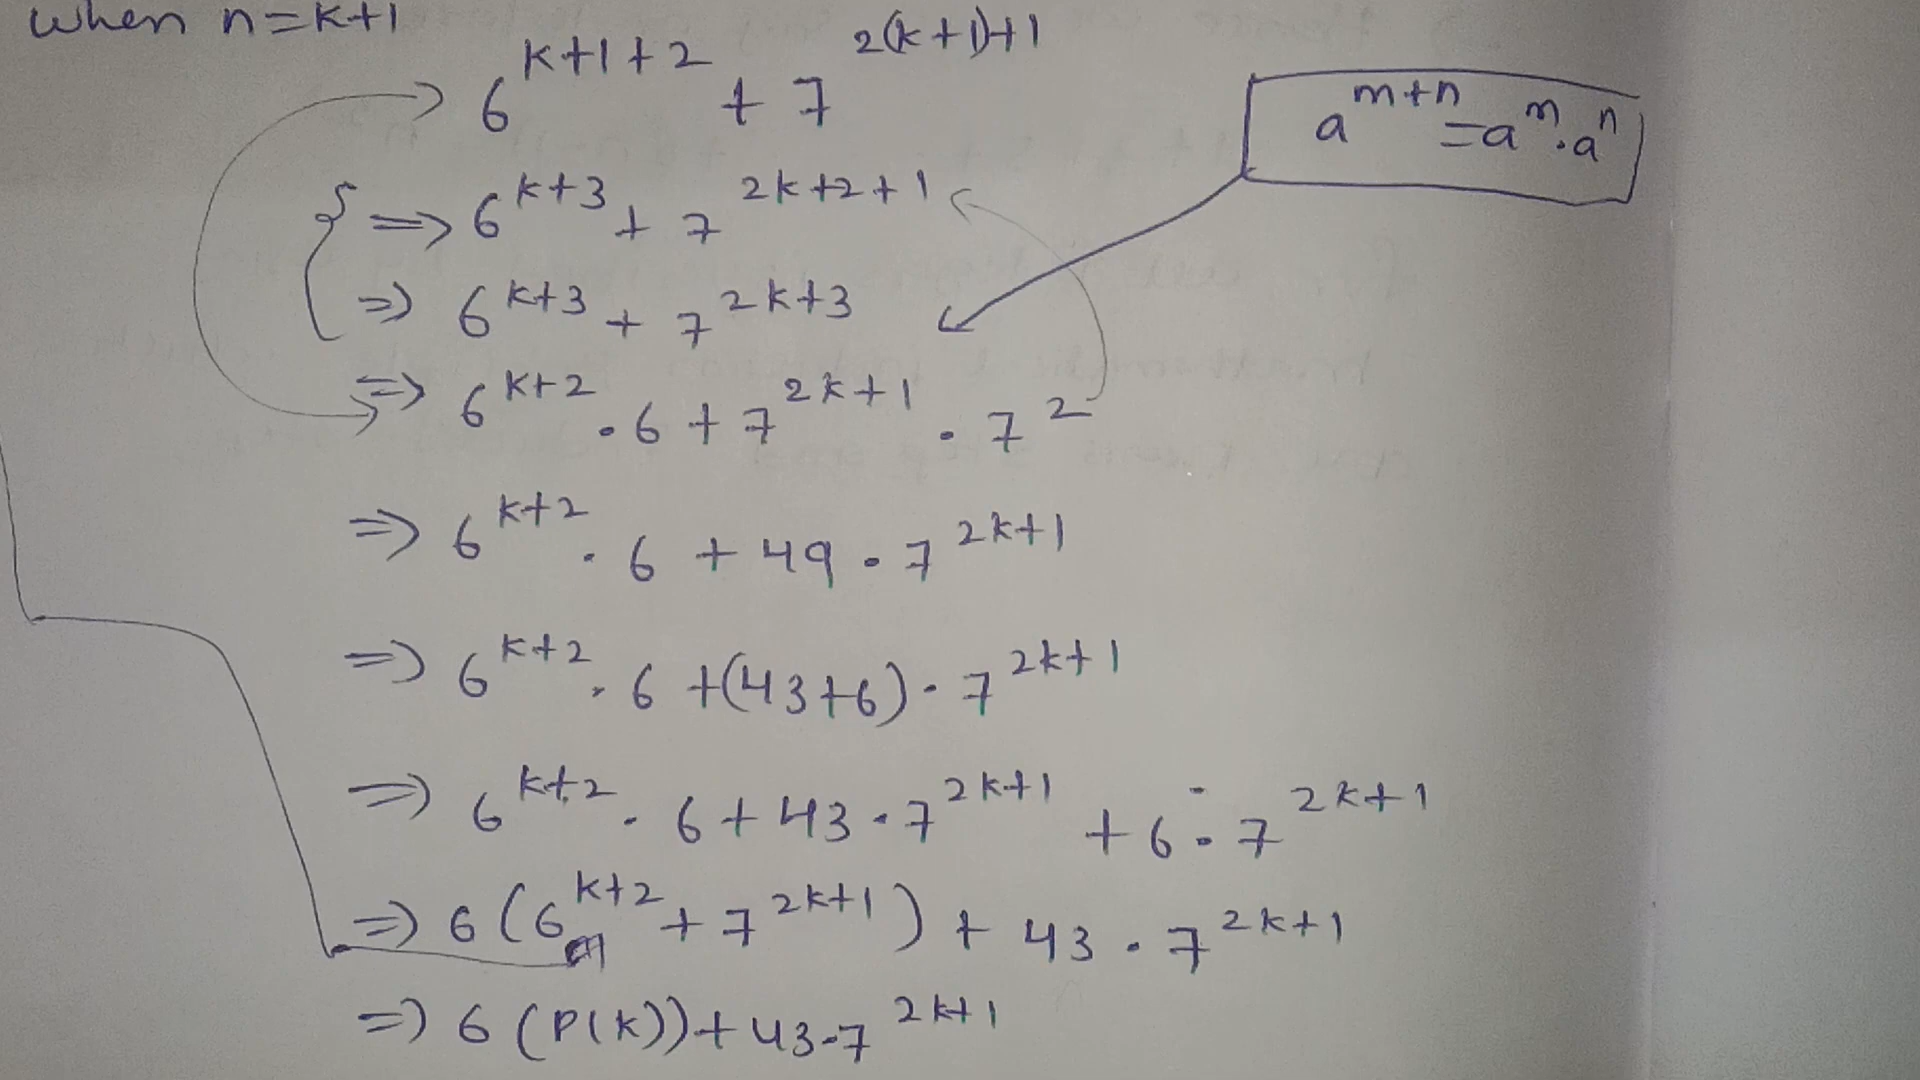 when n=k+1
6^{k+1+2} + 7^{2(k+1)+1}
a^{m+n} = a^m . a^n
=> 6^{k+3} + 7^{2k+2+1}
=> 6^{k+3} + 7^{2k+3}
=> 6^{k+2} . 6 + 7^{2k+1} . 7^2
=> 6^{k+2} . 6 + 49 . 7^{2k+1}
=> 6^{k+2} . 6 + (43+6) . 7^{2k+1}
=> 6^{k+2} . 6 + 43 . 7^{2k+1} + 6 . 7^{2k+1}
=> 6 (6^{k+2} + 7^{2k+1}) + 43 . 7^{2k+1}
=> 6 (P(k)) + 43 . 7^{2k+1}